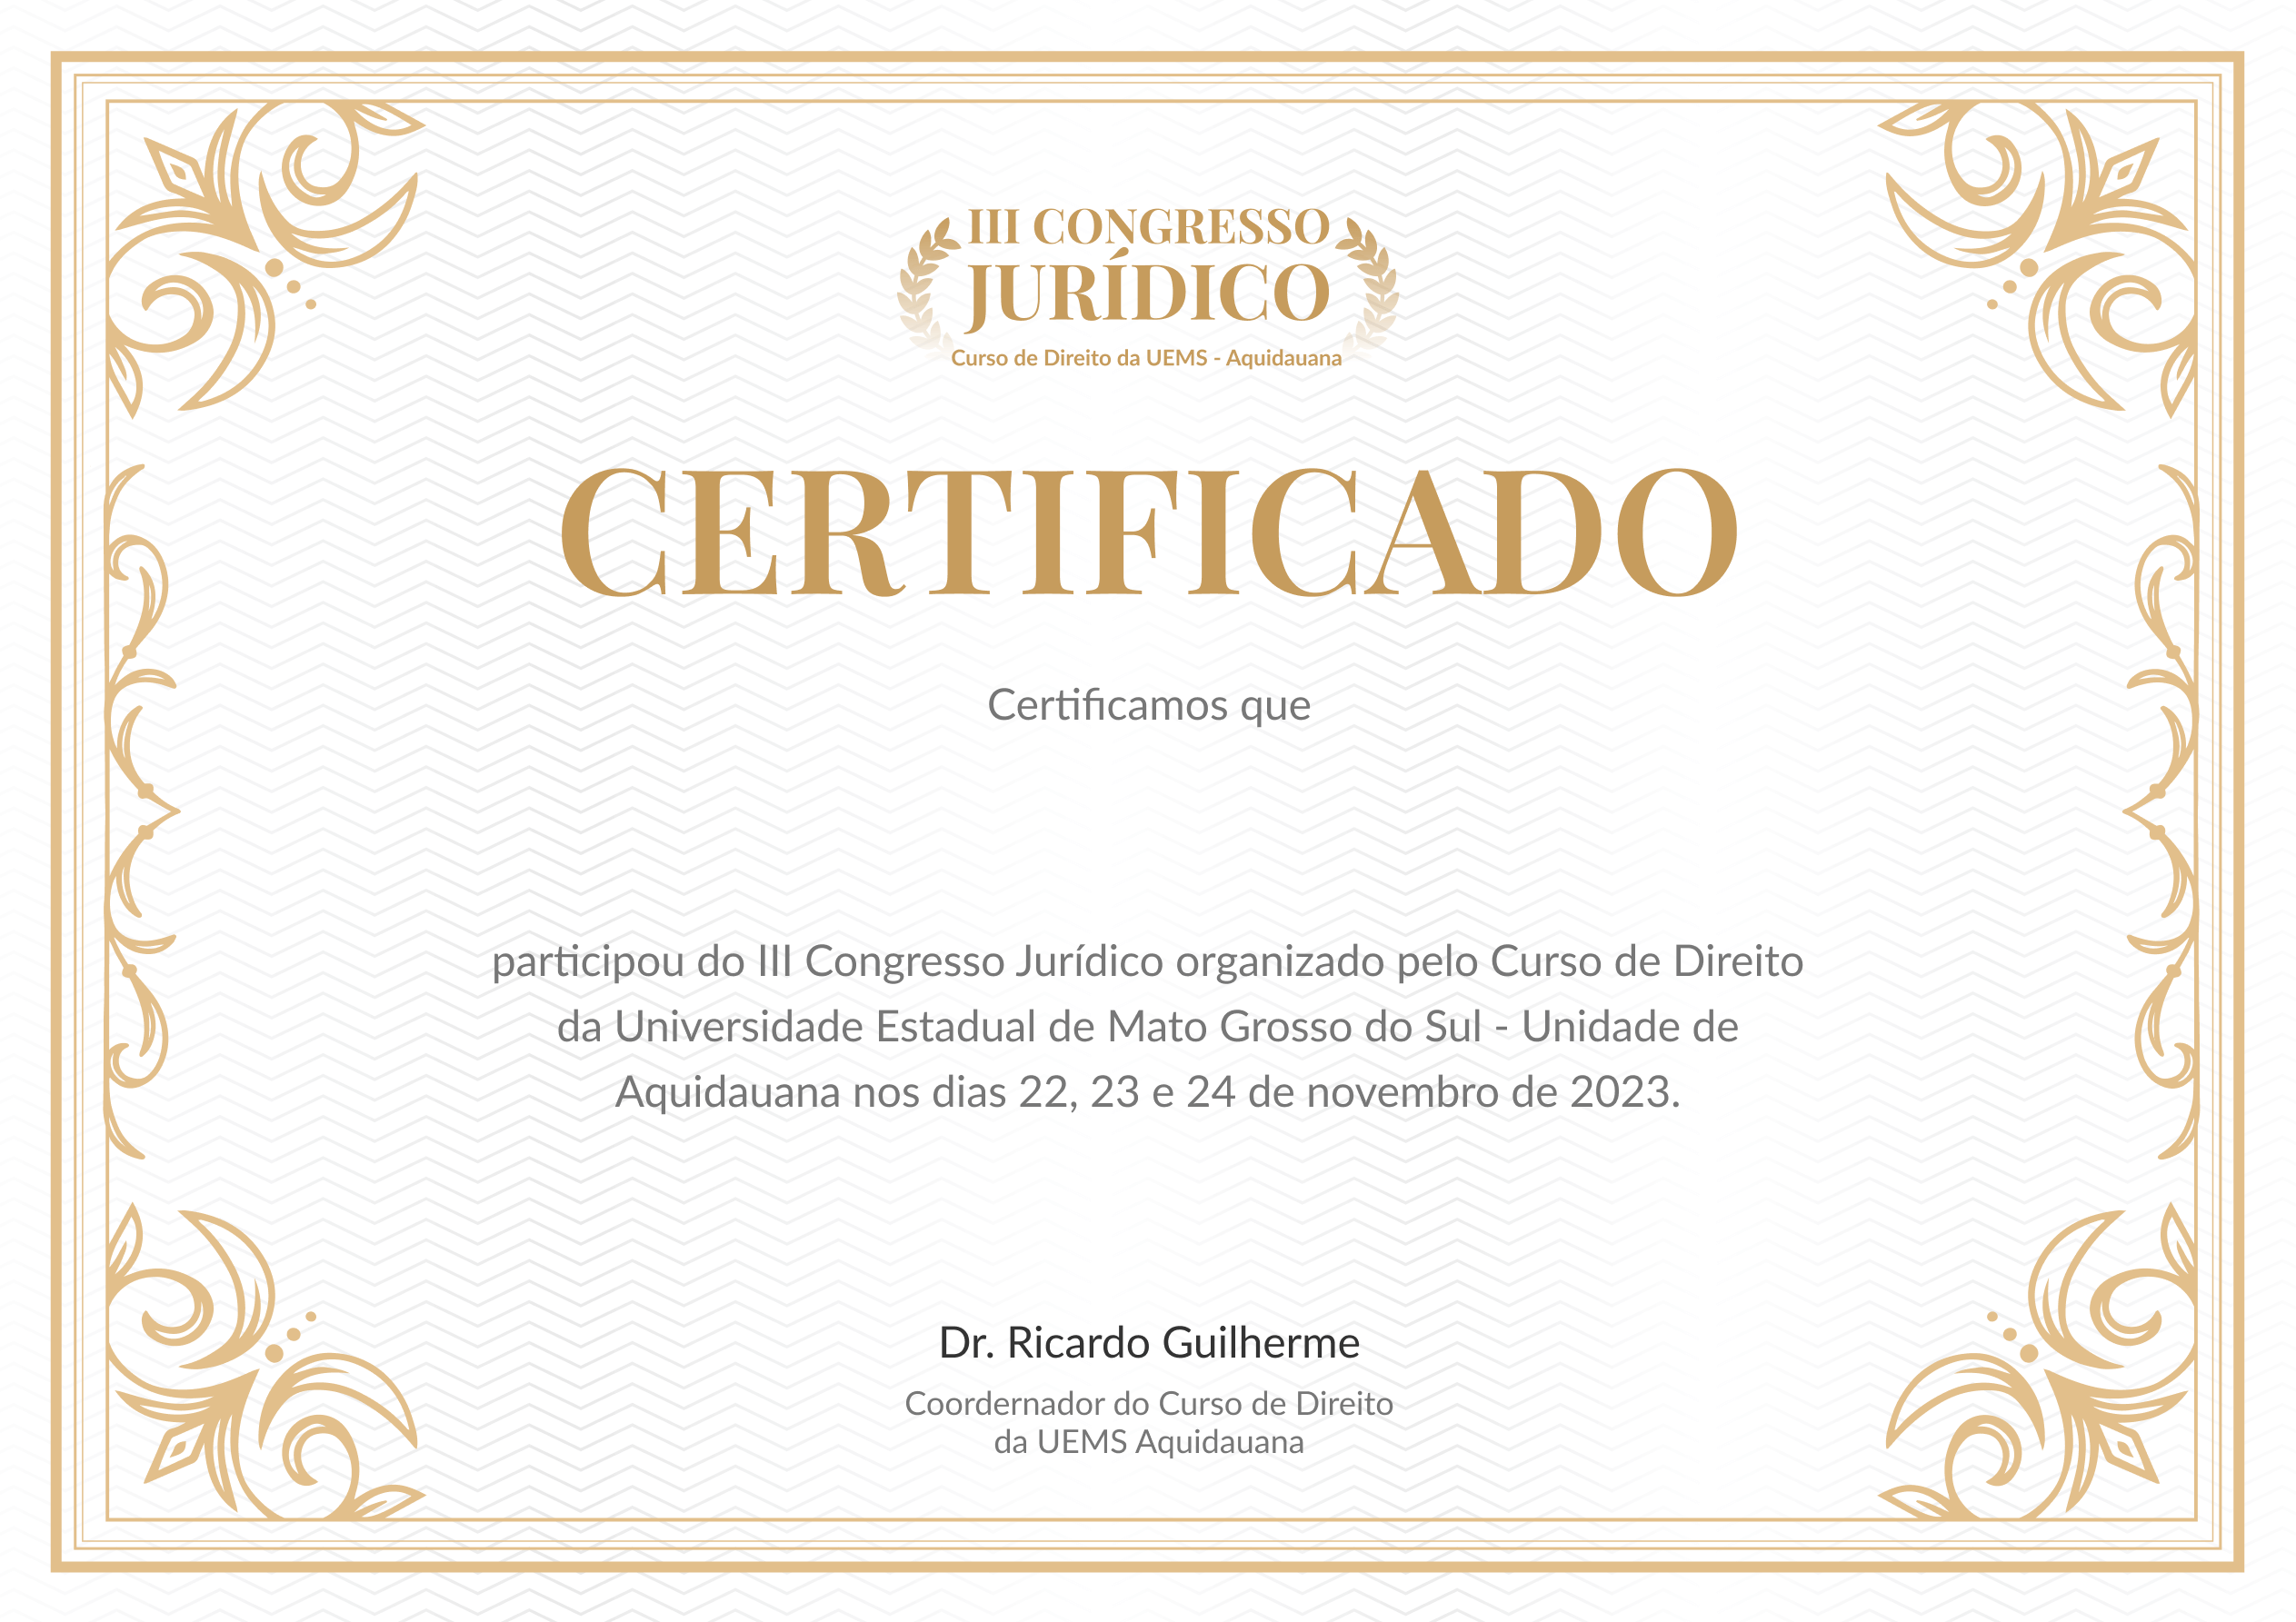 III CONGRESSO
JURÍDICO
Curso de Direito da UEMS - Aquidauana
CERTIFICADO
Certificamos que
participou do III Congresso Jurídico organizado pelo Curso de Direito
da Universidade Estadual de Mato Grosso do Sul - Unidade de
Aquidauana nos dias 22, 23 e 24 de novembro de 2023.
Dr. Ricardo Guilherme
Coordernador do Curso de Direito
da UEMS Aquidauana